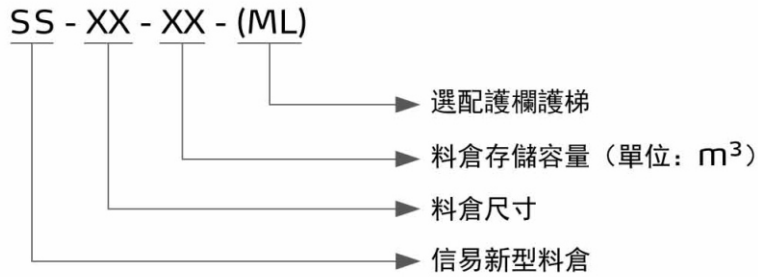 SS - XX - XX - (ML)
選配護欄護梯
料倉存儲容量（單位：m³）
料倉尺寸
信易新型料倉